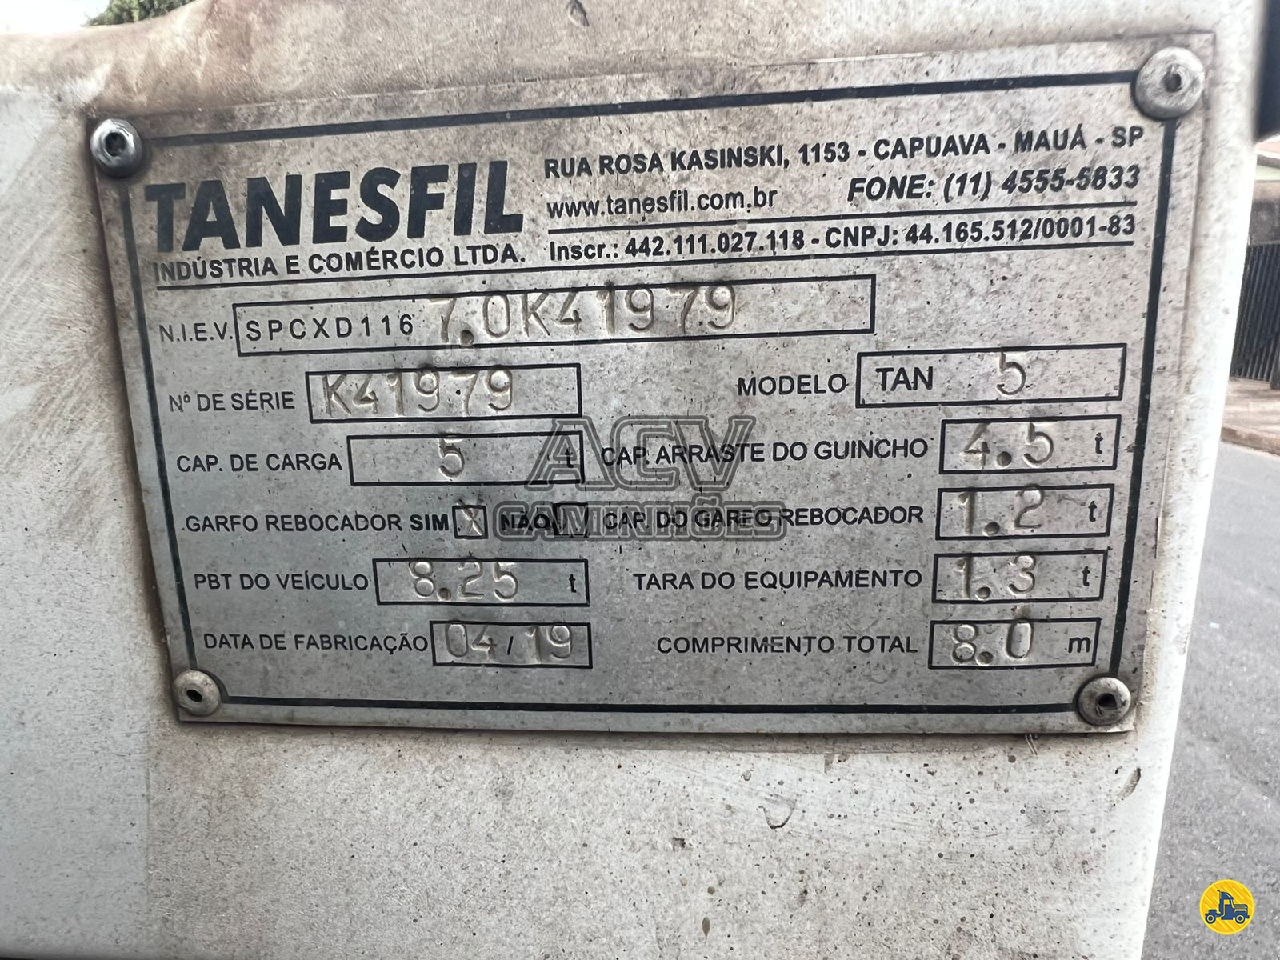 TANESFIL
INDÚSTRIA E COMÉRCIO LTDA.
RUA ROSA KASINSKI, 1153 - CAPUAVA - MAUÁ - SP
www.tanesfil.com.br FONE: (11) 4555-5833
Inscr.: 442.111.027.118 - CNPJ: 44.165.512/0001-83
N.I.E.V. SPCXD116 7.0K41979
Nº DE SÉRIE K41979 MODELO TAN 5
CAP. DE CARGA 5 t CAP. ARRASTE DO GUINCHO 4.5 t
GARFO REBOCADOR SIM X NÃO CAP. DO GARFO REBOCADOR 1.2 t
PBT DO VEÍCULO 8.25 t TARA DO EQUIPAMENTO 1.3 t
DATA DE FABRICAÇÃO 04 / 19 COMPRIMENTO TOTAL 8.0 m
ACV
CAMINHÕES